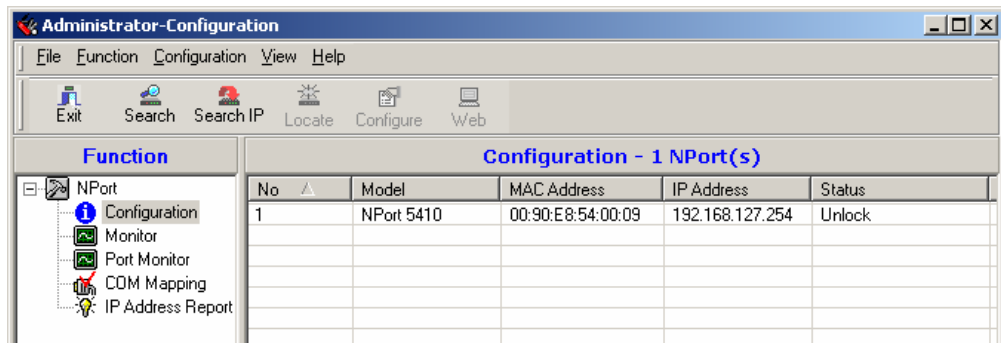 Administrator-Configuration
File Function Configuration View Help
Exit Search Search IP Locate Configure Web
Function
Configuration - 1 NPort(s)
NPort
Configuration
Monitor
Port Monitor
COM Mapping
IP Address Report
No Model MAC Address IP Address Status
1 NPort 5410 00:90:E8:54:00:09 192.168.127.254 Unlock